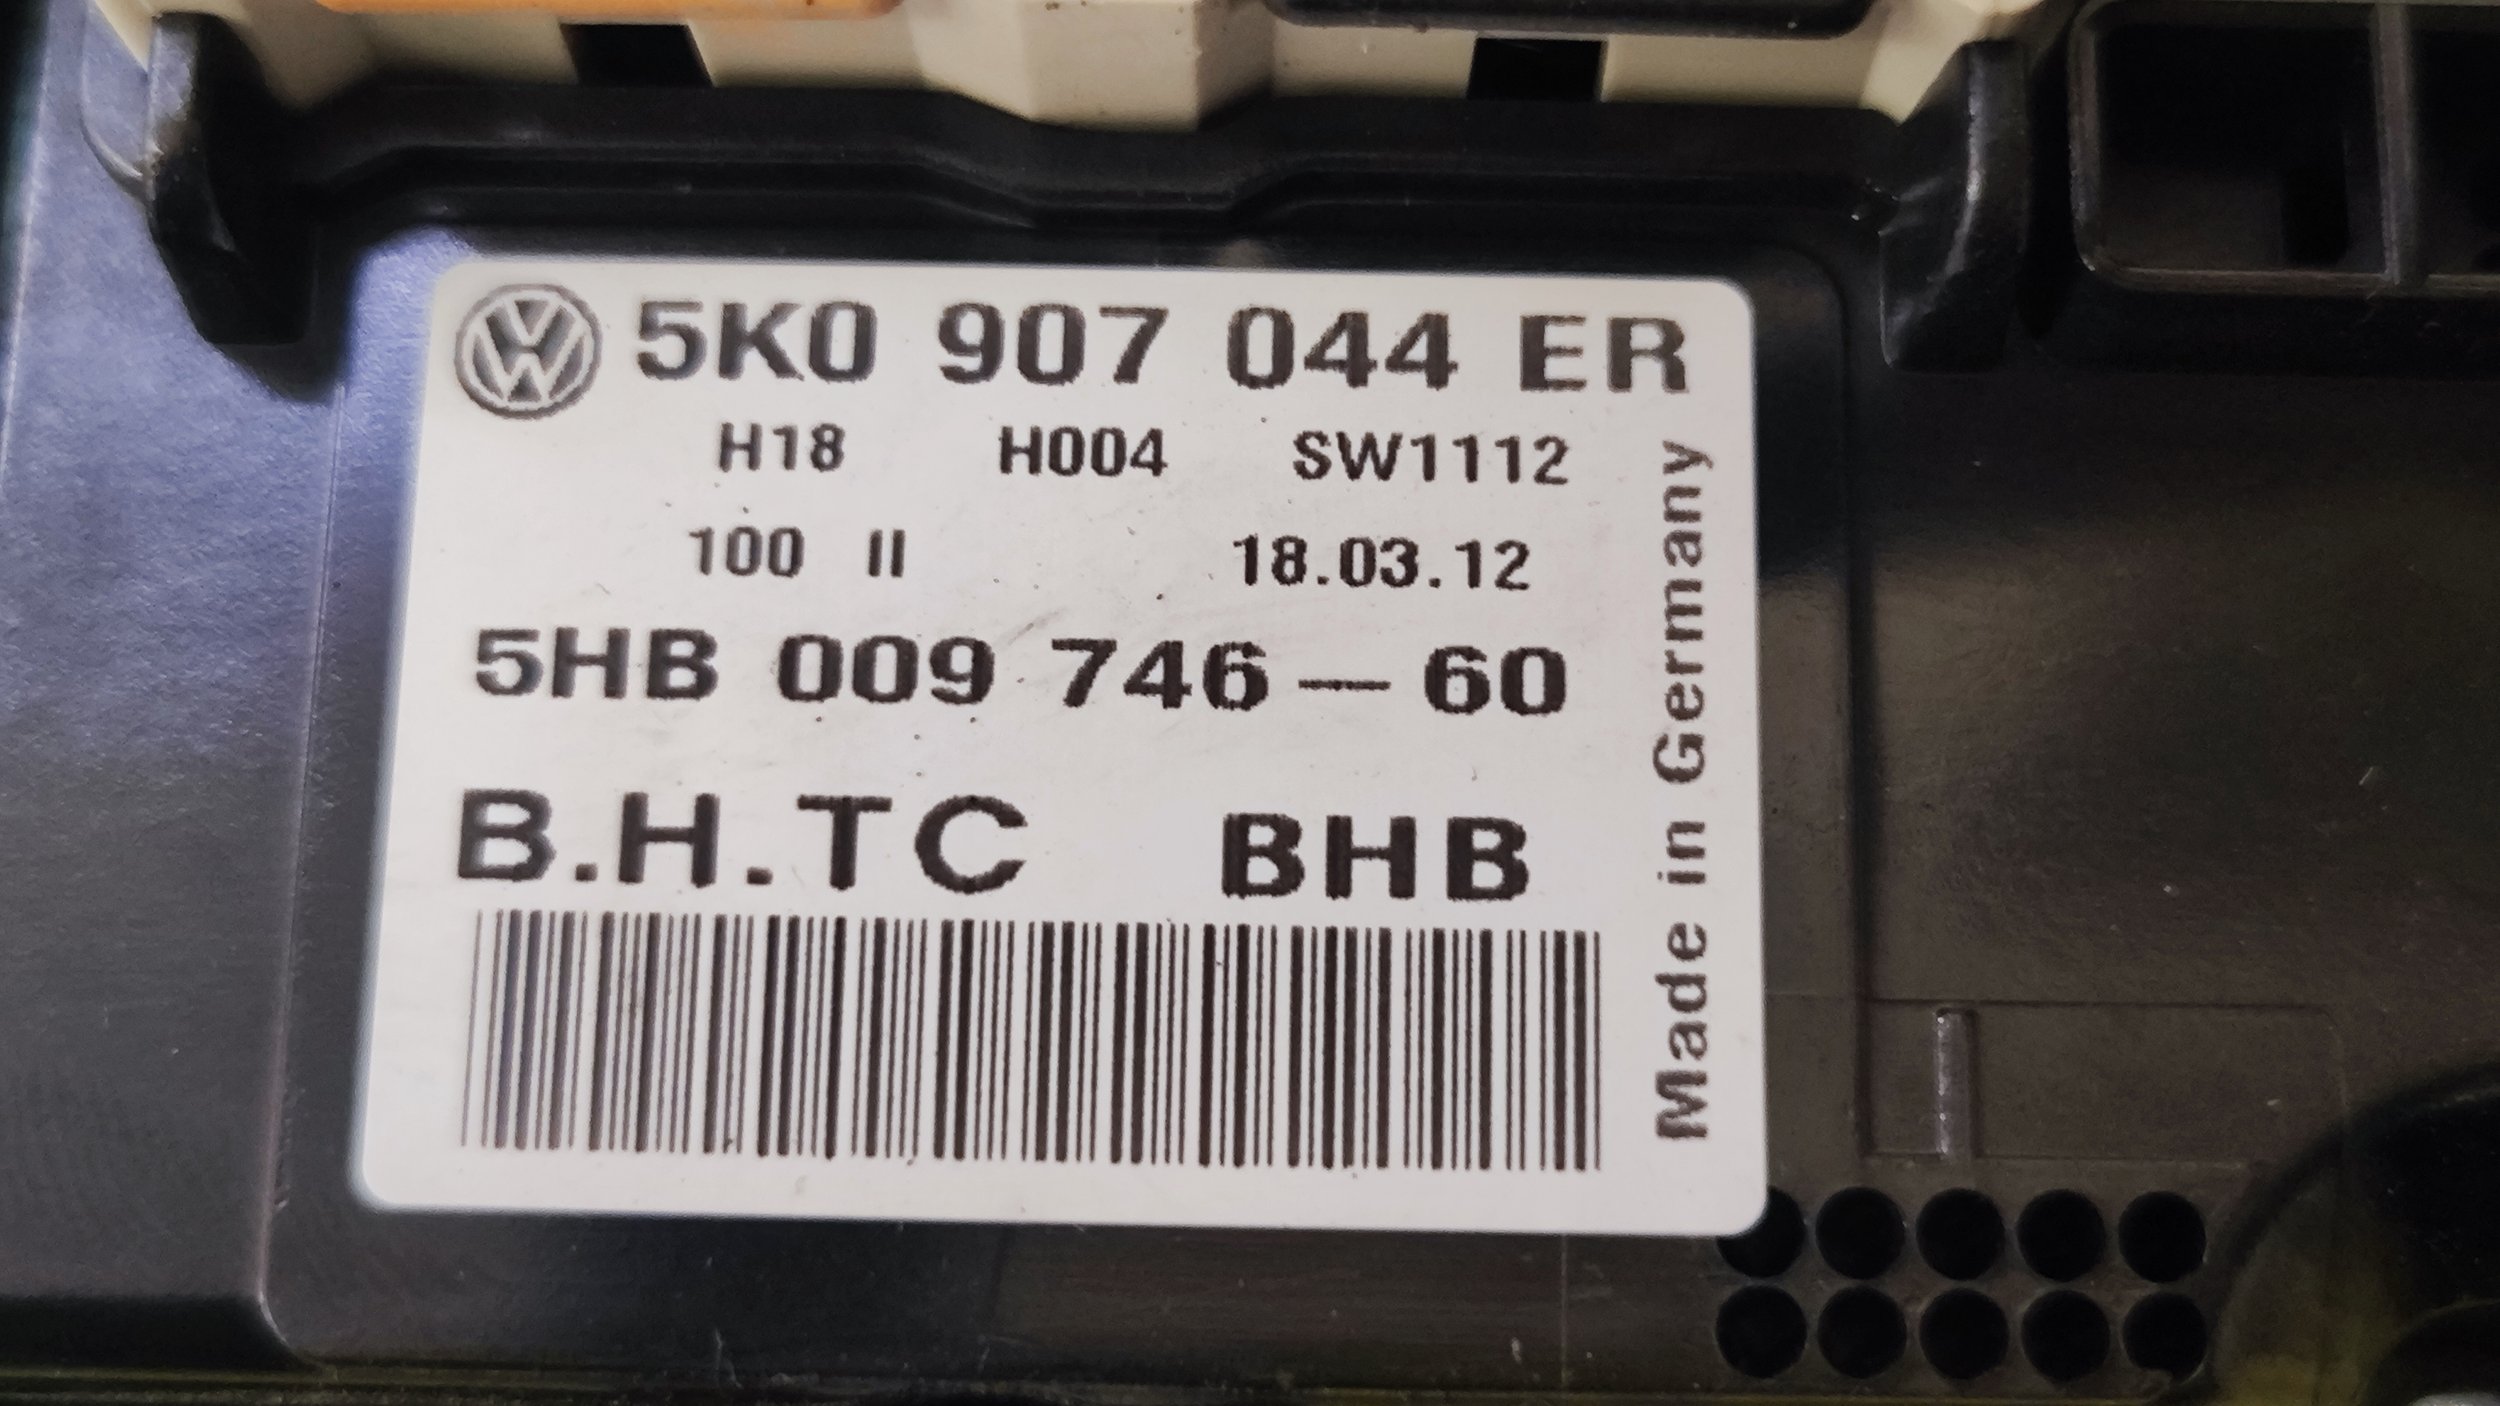 5K0 907 044 ER
H18 H004 SW1112
100 II 18.03.12
5HB 009 746-60
B.H.TC BHB
Made in Germany